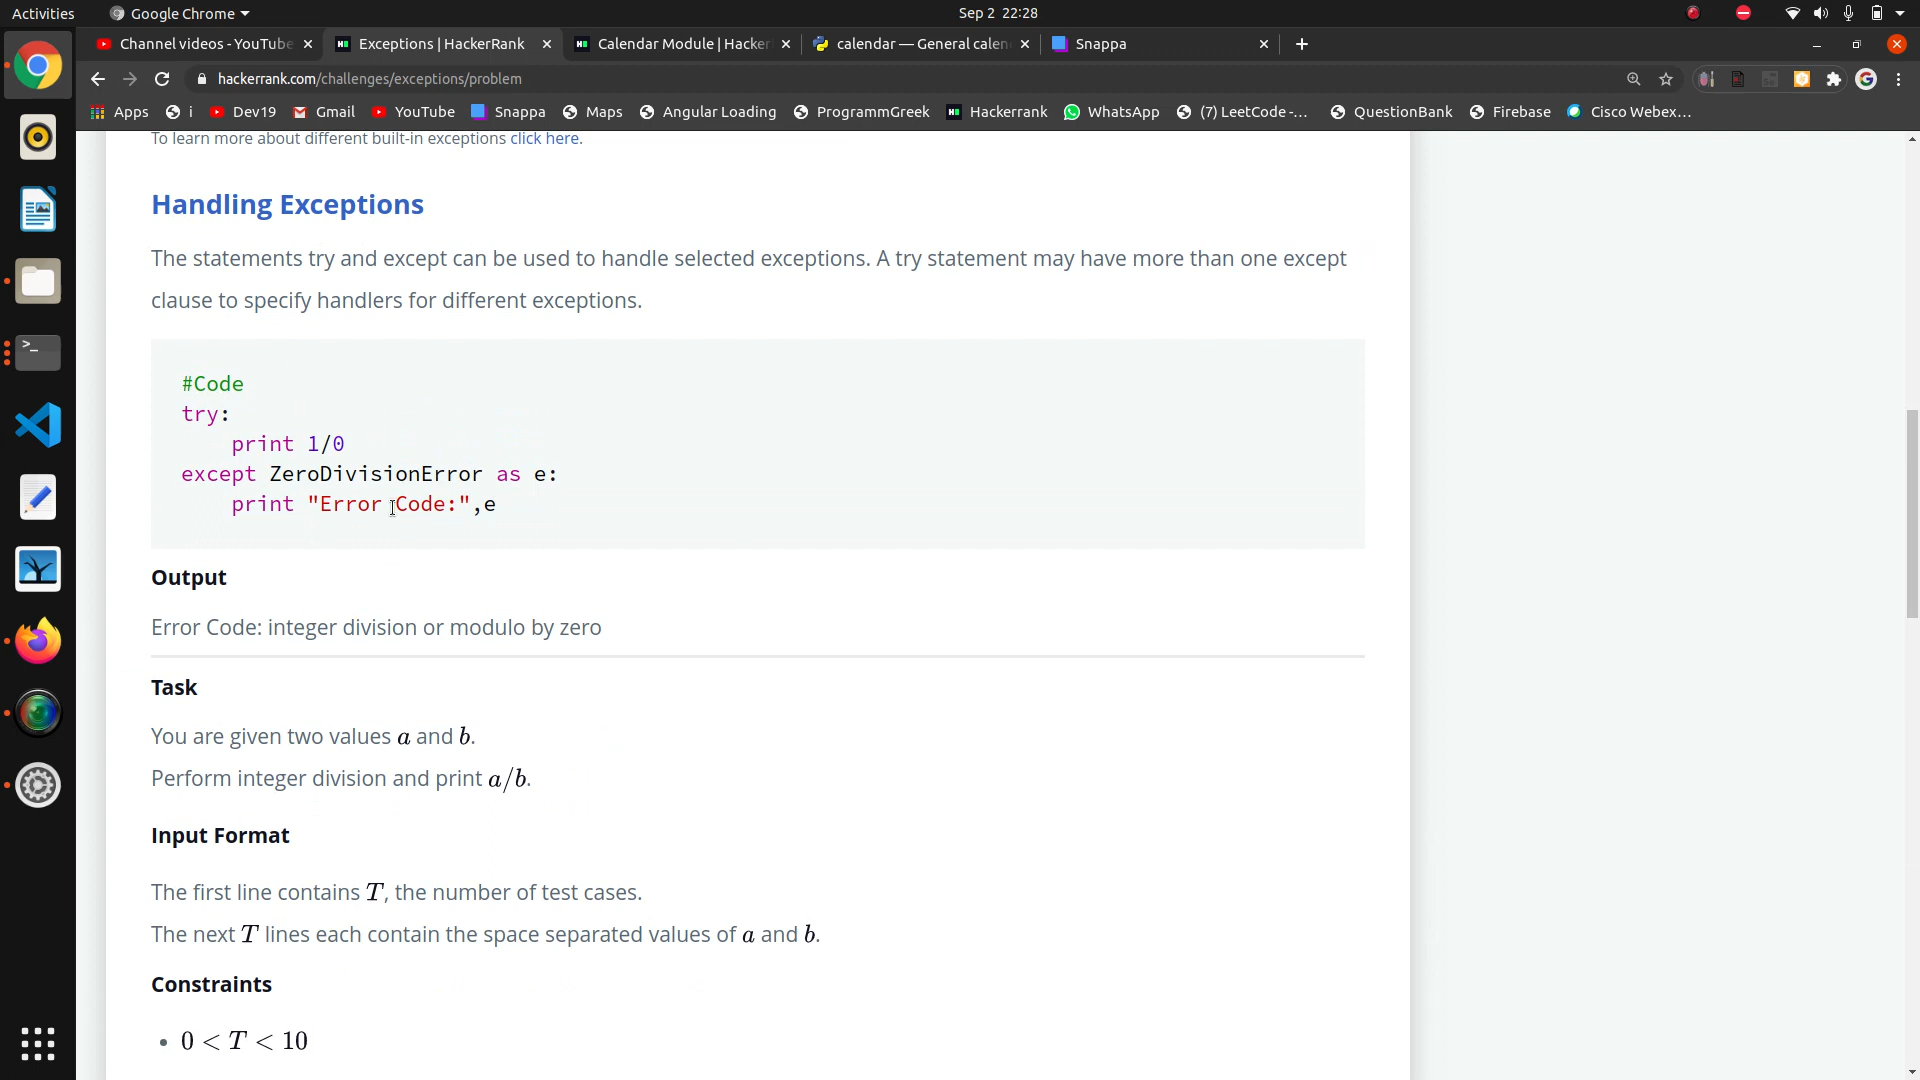 Activities
Google Chrome
Sep 2 22:28
Channel videos - YouTube
Exceptions | HackerRank
Calendar Module | Hacker
calendar — General calen
Snappa
hackerrank.com/challenges/exceptions/problem
Apps
i
Dev19
Gmail
YouTube
Snappa
Maps
Angular Loading
ProgrammGreek
Hackerrank
WhatsApp
(7) LeetCode -...
QuestionBank
Firebase
Cisco Webex...
To learn more about different built-in exceptions click here.
Handling Exceptions
The statements try and except can be used to handle selected exceptions. A try statement may have more than one except
clause to specify handlers for different exceptions.
#Code
try:
    print 1/0
except ZeroDivisionError as e:
    print "Error Code:",e
Output
Error Code: integer division or modulo by zero
Task
You are given two values a and b.
Perform integer division and print a/b.
Input Format
The first line contains T, the number of test cases.
The next T lines each contain the space separated values of a and b.
Constraints
• 0 < T < 10